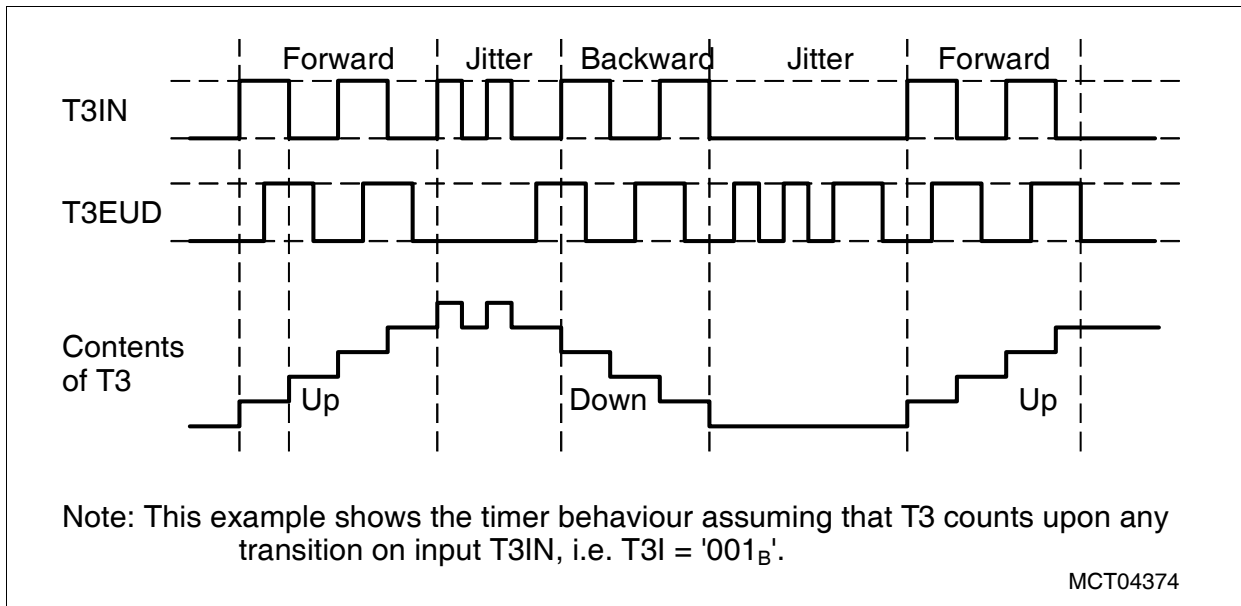 Forward Jitter Backward Jitter Forward
T3IN
T3EUD
Contents
of T3
Up Down Up
Note: This example shows the timer behaviour assuming that T3 counts upon any
transition on input T3IN, i.e. T3I = '001B'.
MCT04374